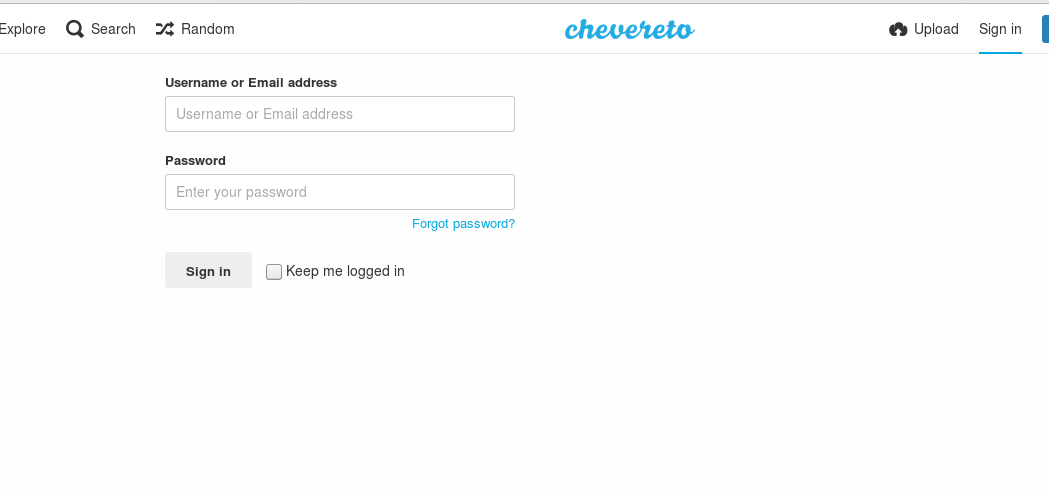 Explore Search Random chevereto Upload Sign in
Username or Email address
Username or Email address
Password
Enter your password
Forgot password?
Sign in Keep me logged in